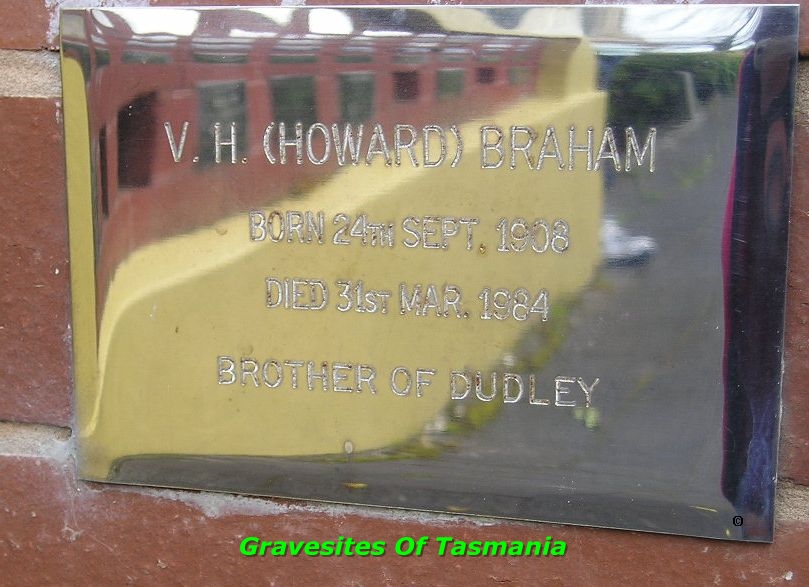 V. H. (HOWARD) BRAHAM
BORN 24TH SEPT. 1908
DIED 31ST MAR. 1984
BROTHER OF DUDLEY
©
Gravesites Of Tasmania